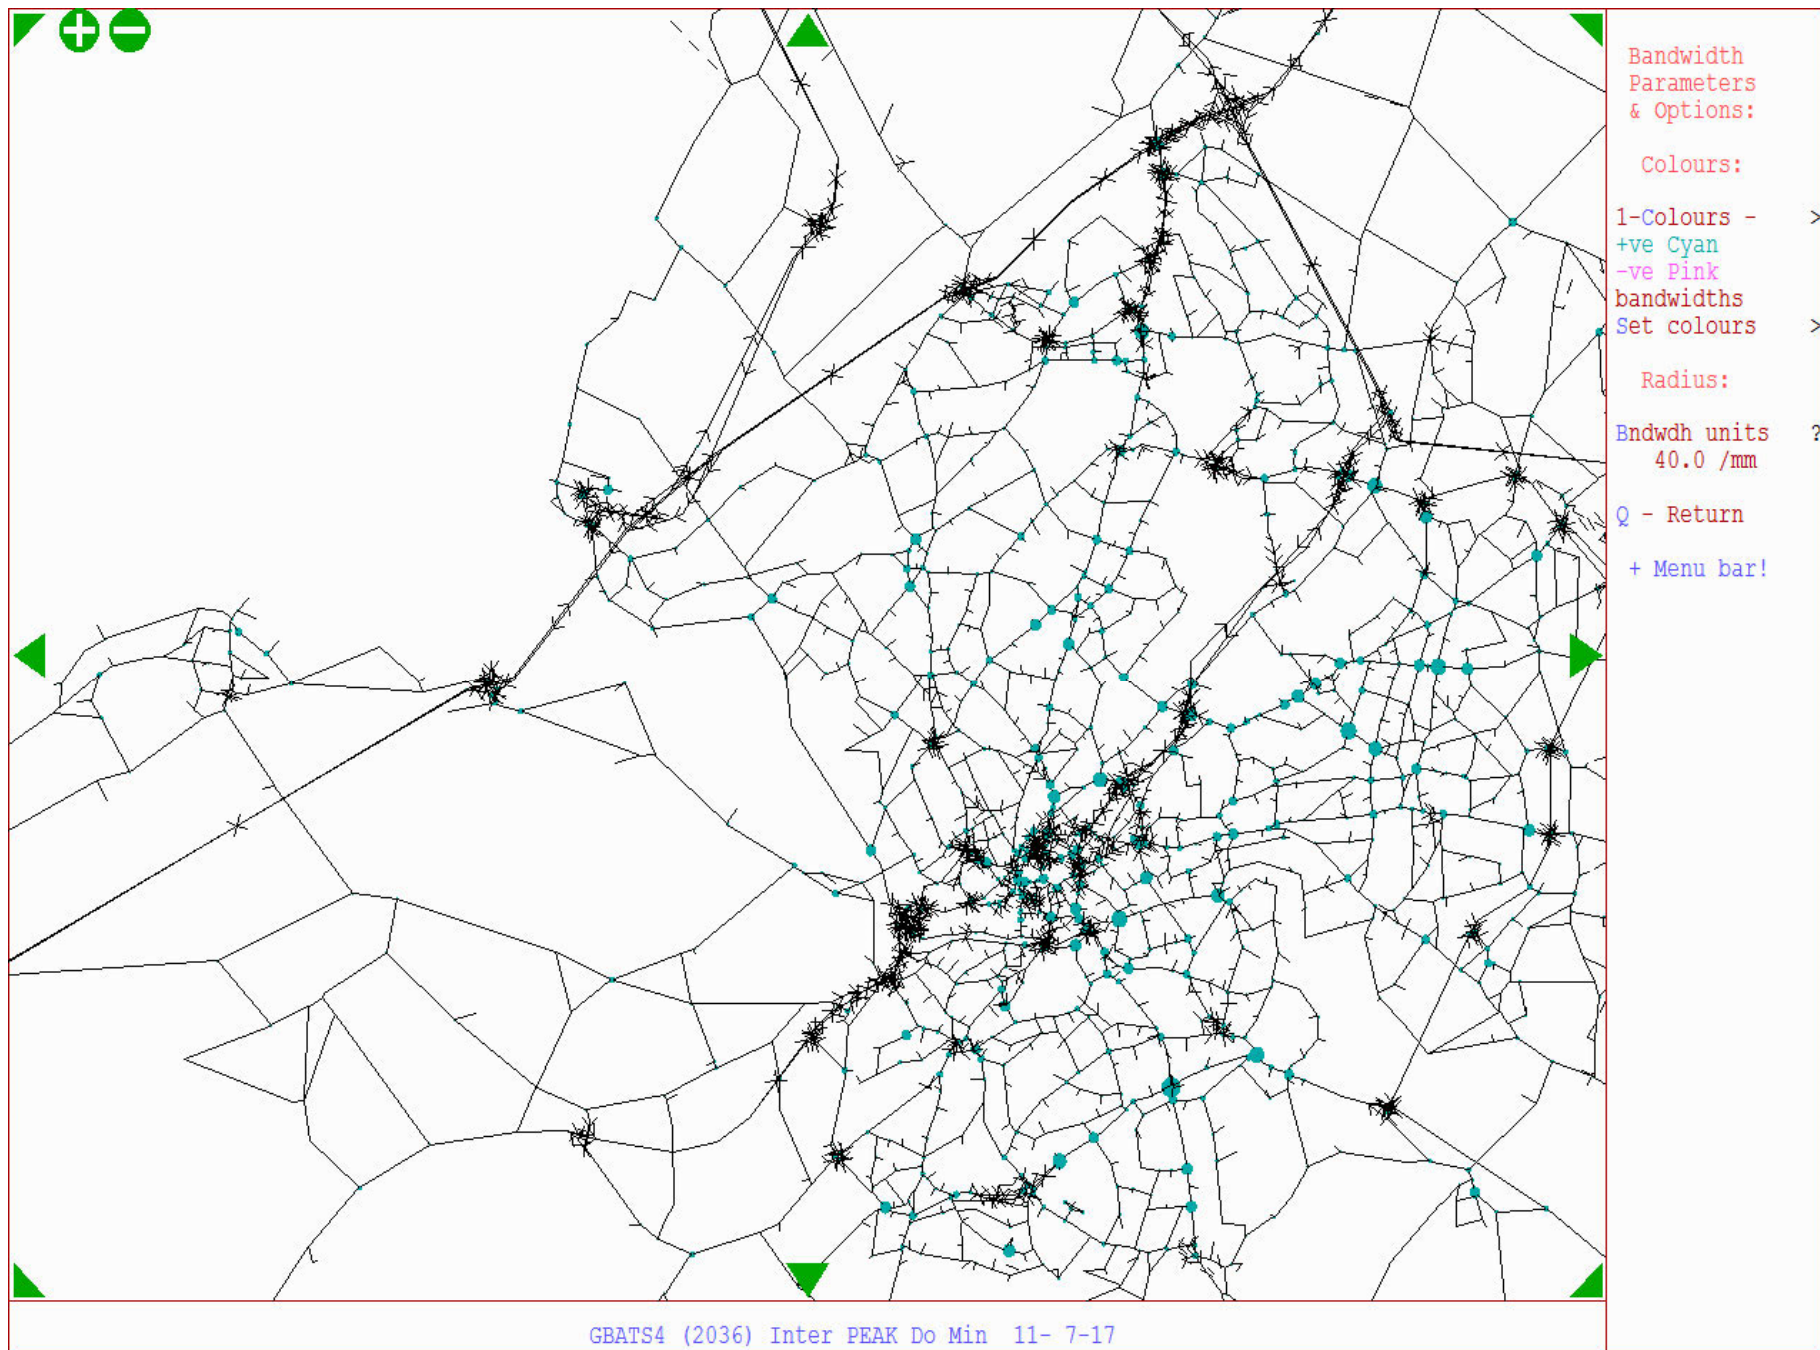 Bandwidth
Parameters
& Options:
Colours:
1-Colours - >
+ve Cyan
-ve Pink
bandwidths
Set colours >
Radius:
Bndwdh units ?
40.0 /mm
Q - Return
+ Menu bar!
GBATS4 (2036) Inter PEAK Do Min 11- 7-17